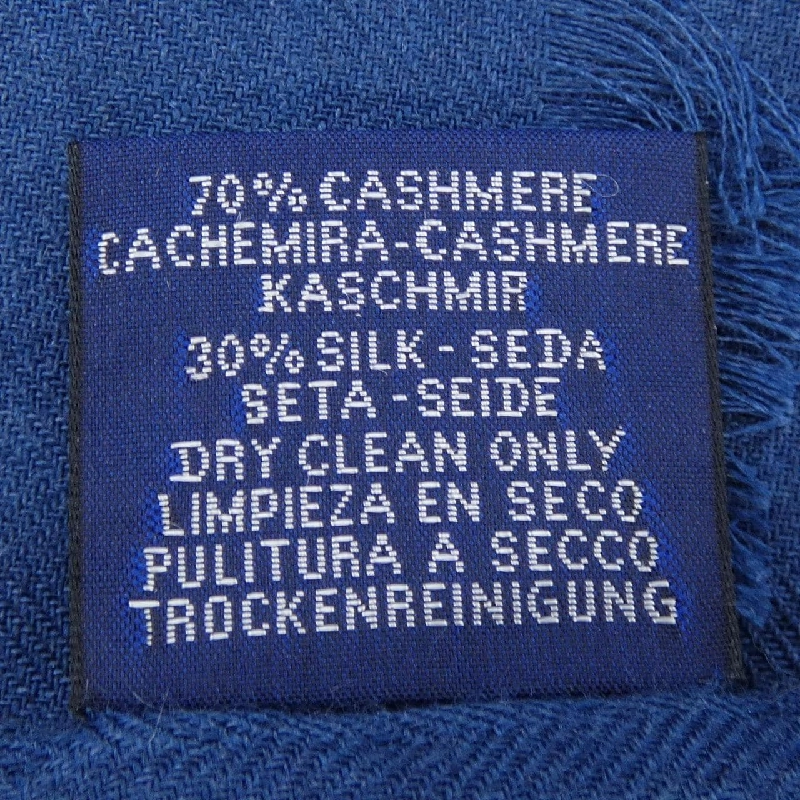 70% CASHMERE
CACHEMIRA-CASHMERE
KASCHMIR
30% SILK - SEDA
SETA - SEIDE
DRY CLEAN ONLY
LIMPIEZA EN SECO
PULITURA A SECCO
TROCKENREINIGUNG